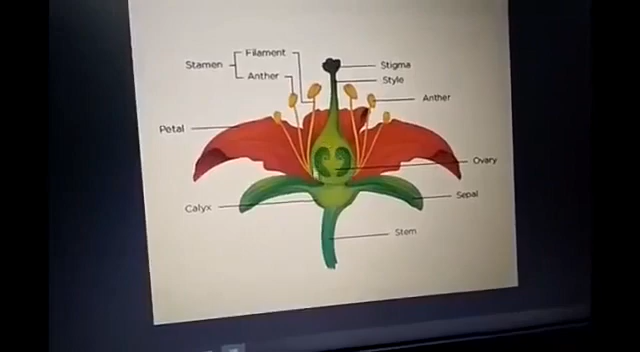 Filament
Stamen
Anther
Stigma
Style
Anther
Petal
Ovary
Sepal
Calyx
Stem